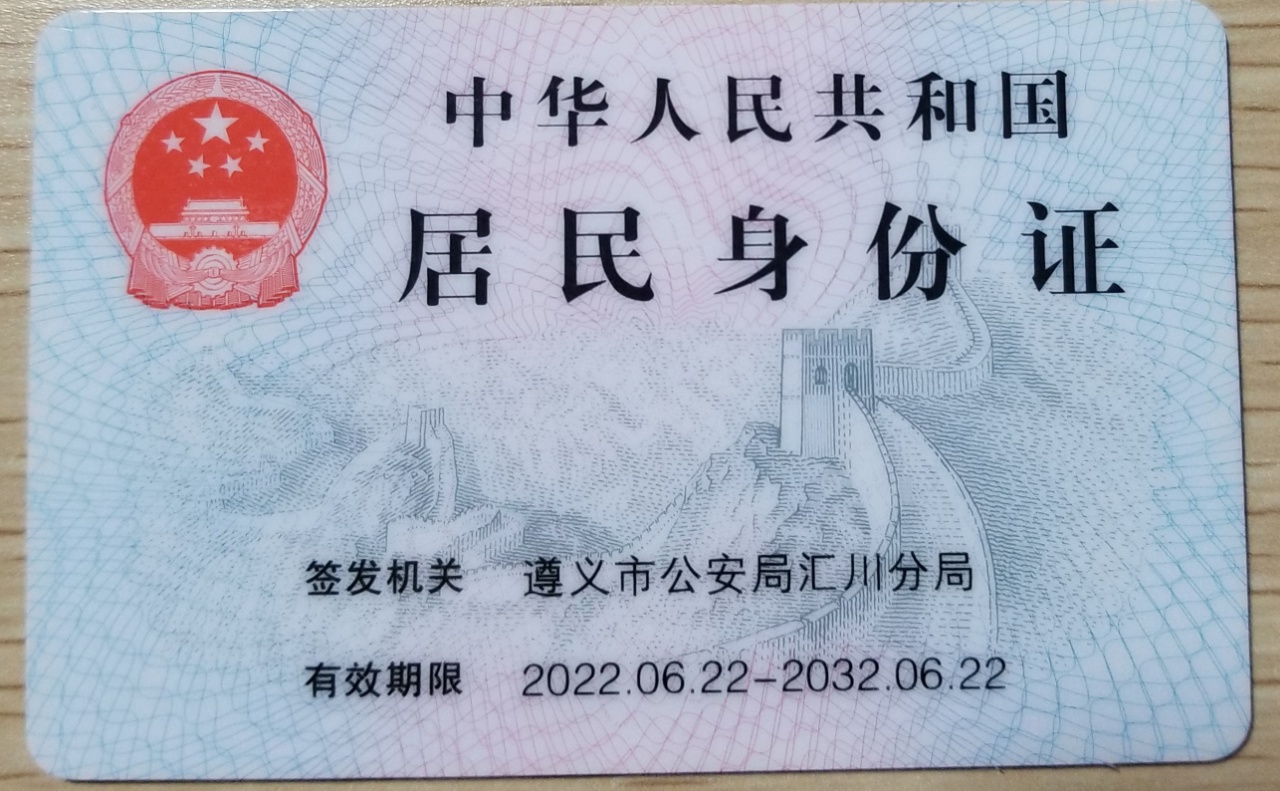 中华人民共和国
居民身份证
签发机关 遵义市公安局汇川分局
有效期限 2022.06.22-2032.06.22